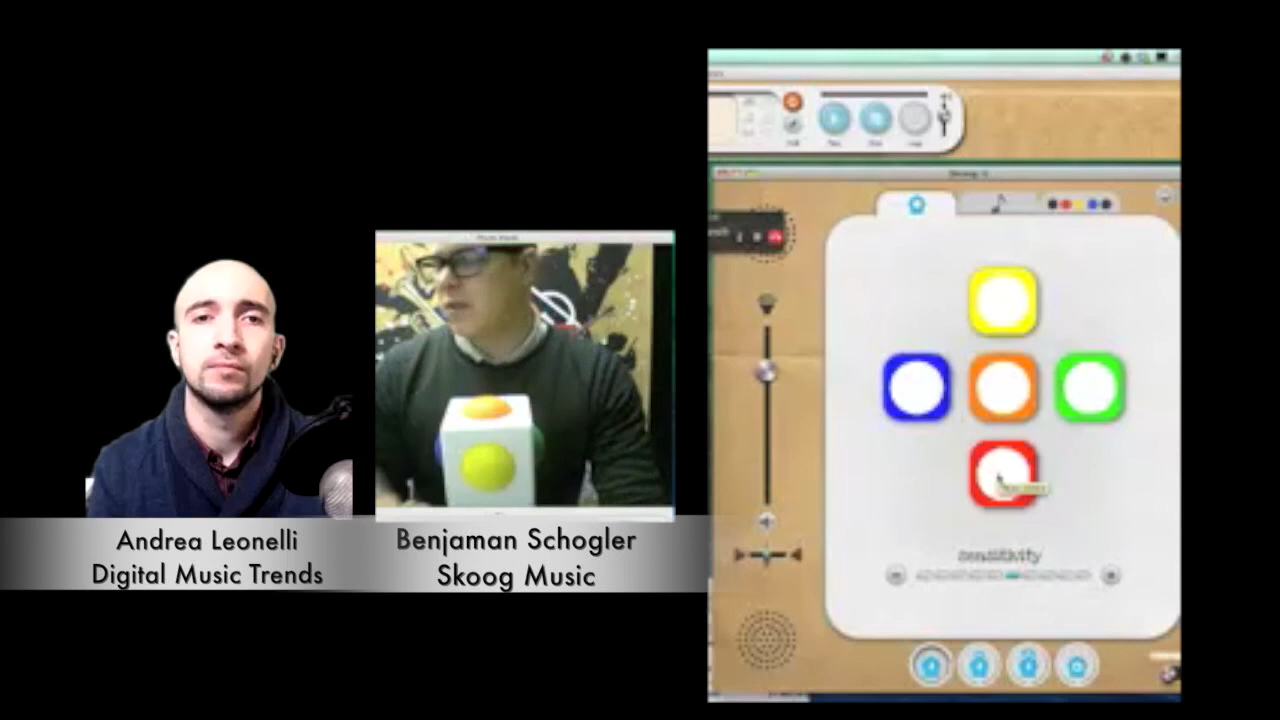 Andrea Leonelli
Digital Music Trends
Benjaman Schogler
Skoog Music
sensitivity